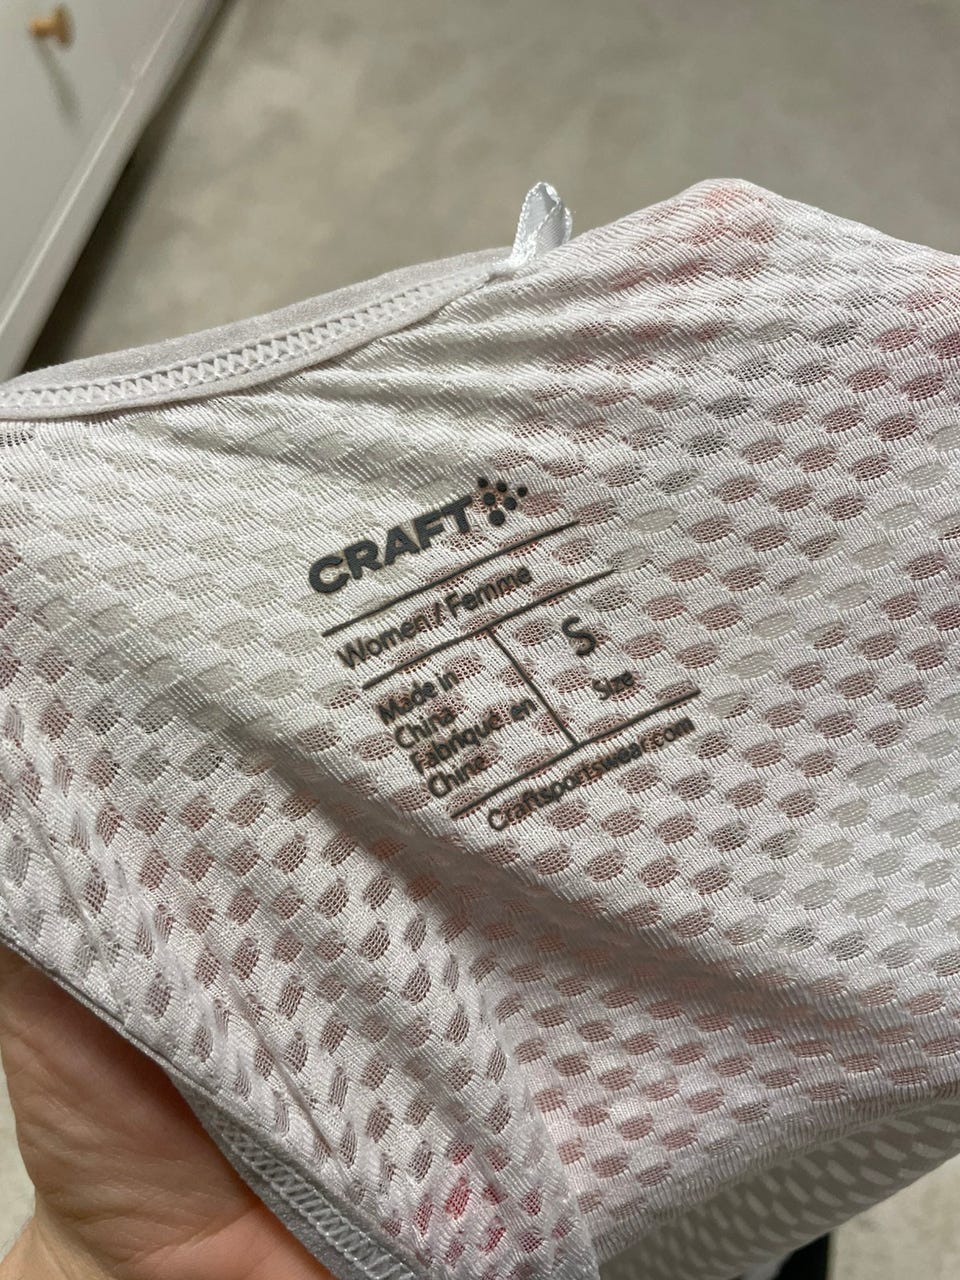 CRAFT
Women / Femme
Made in
China
Fabriqué en
Chine
S
Size
Craftsportswear.com